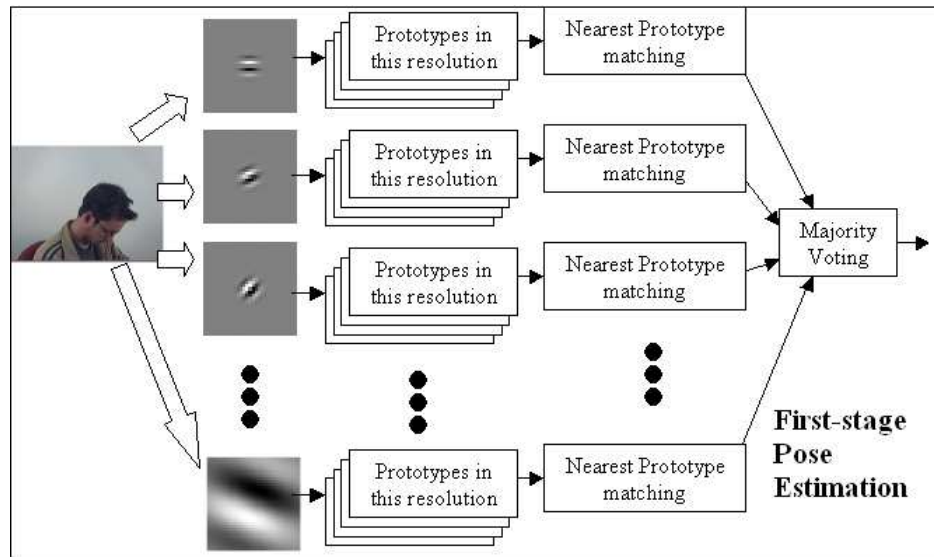 Prototypes in
this resolution
Nearest Prototype
matching
Prototypes in
this resolution
Nearest Prototype
matching
Prototypes in
this resolution
Nearest Prototype
matching
Majority
Voting
Prototypes in
this resolution
Nearest Prototype
matching
First-stage
Pose
Estimation